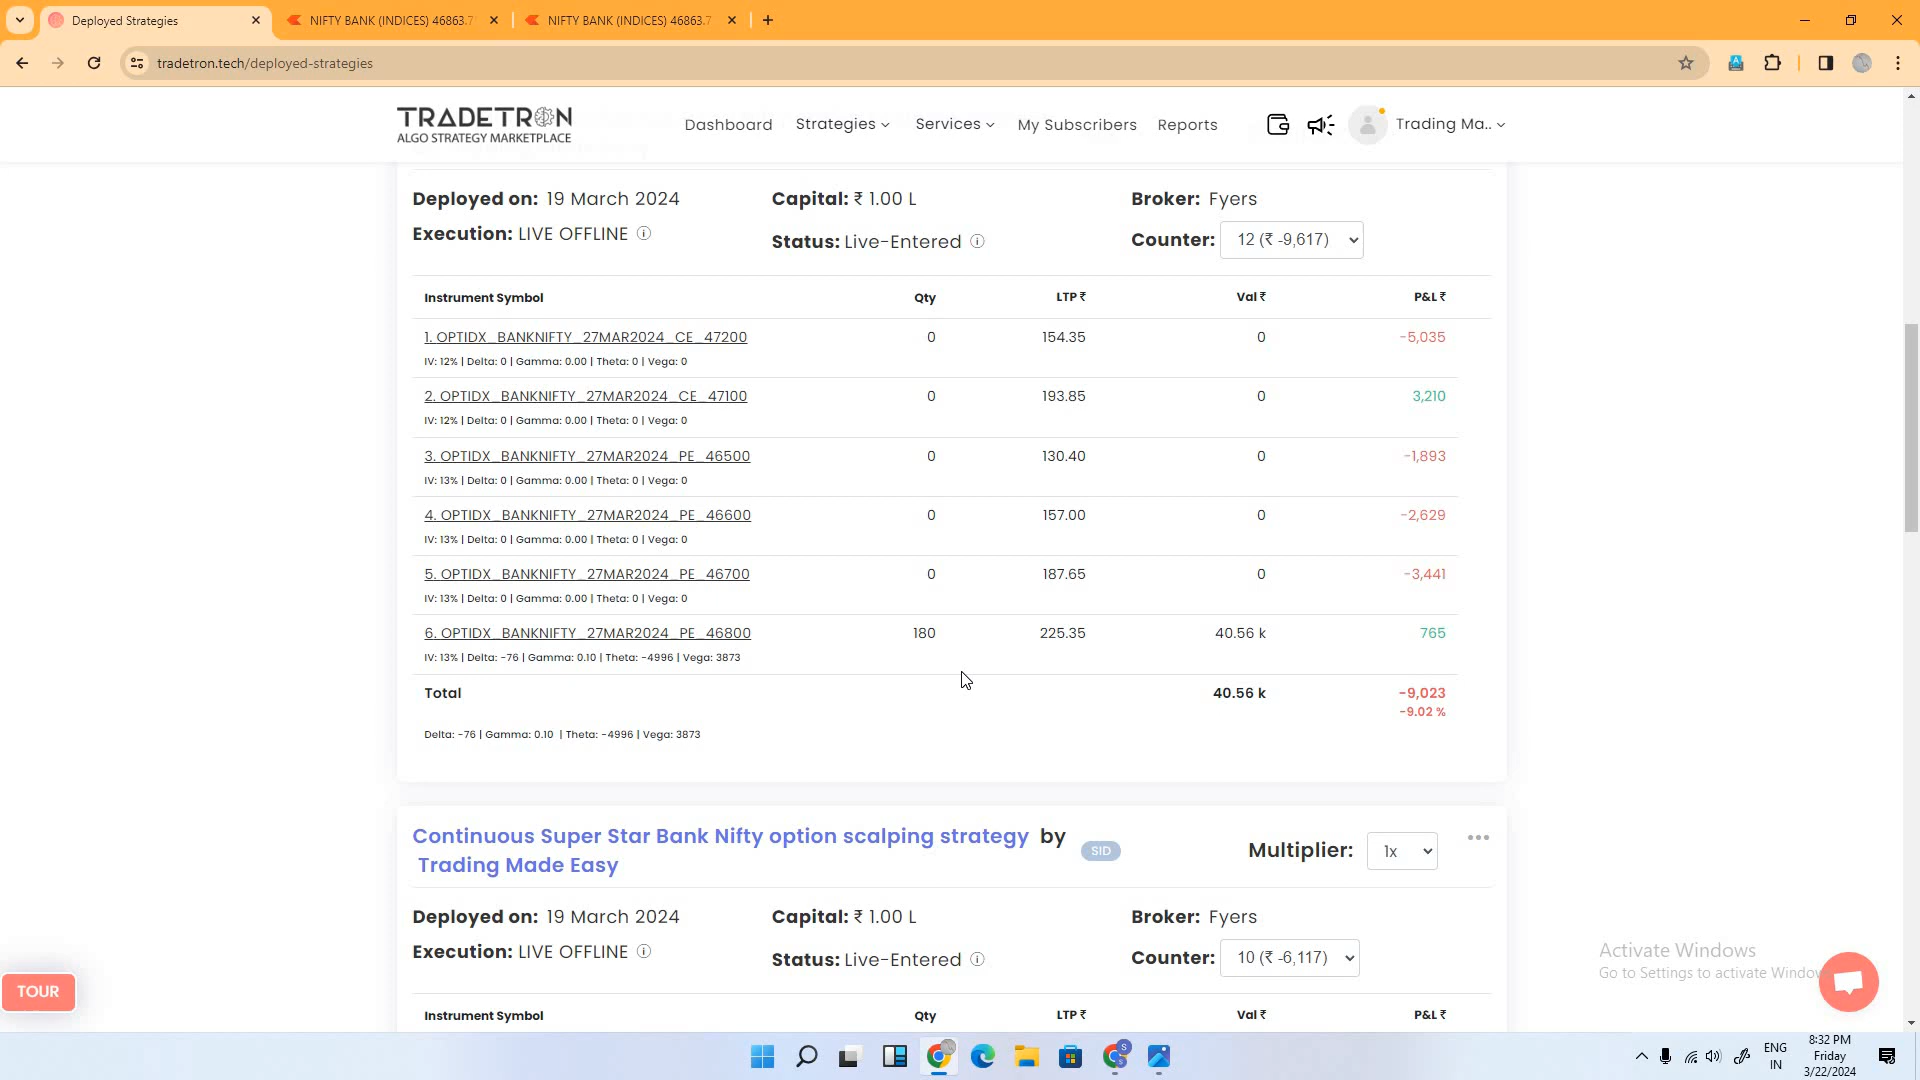 Deployed Strategies
NIFTY BANK (INDICES) 46863.7
NIFTY BANK (INDICES) 46863.7
tradetron.tech/deployed-strategies
TRADETRON
ALGO STRATEGY MARKETPLACE
Dashboard Strategies Services My Subscribers Reports Trading Ma..
Deployed on: 19 March 2024 Capital: ₹ 1.00 L Broker: Fyers
Execution: LIVE OFFLINE Status: Live-Entered Counter: 12 (₹ -9,617)
Instrument Symbol Qty LTP ₹ Val ₹ P&L ₹
1. OPTIDX_BANKNIFTY_27MAR2024_CE_47200 0 154.35 0 -5,035
IV: 12% | Delta: 0 | Gamma: 0.00 | Theta: 0 | Vega: 0
2. OPTIDX_BANKNIFTY_27MAR2024_CE_47100 0 193.85 0 3,210
IV: 12% | Delta: 0 | Gamma: 0.00 | Theta: 0 | Vega: 0
3. OPTIDX_BANKNIFTY_27MAR2024_PE_46500 0 130.40 0 -1,893
IV: 13% | Delta: 0 | Gamma: 0.00 | Theta: 0 | Vega: 0
4. OPTIDX_BANKNIFTY_27MAR2024_PE_46600 0 157.00 0 -2,629
IV: 13% | Delta: 0 | Gamma: 0.00 | Theta: 0 | Vega: 0
5. OPTIDX_BANKNIFTY_27MAR2024_PE_46700 0 187.65 0 -3,441
IV: 13% | Delta: 0 | Gamma: 0.00 | Theta: 0 | Vega: 0
6. OPTIDX_BANKNIFTY_27MAR2024_PE_46800 180 225.35 40.56 k 765
IV: 13% | Delta: -76 | Gamma: 0.10 | Theta: -4996 | Vega: 3873
Total 40.56 k -9,023
-9.02 %
Delta: -76 | Gamma: 0.10 | Theta: -4996 | Vega: 3873
Continuous Super Star Bank Nifty option scalping strategy by
Trading Made Easy
SID
Multiplier: 1x
Deployed on: 19 March 2024 Capital: ₹ 1.00 L Broker: Fyers
Execution: LIVE OFFLINE Status: Live-Entered Counter: 10 (₹ -6,117)
Instrument Symbol Qty LTP ₹ Val ₹ P&L ₹
TOUR
Activate Windows
Go to Settings to activate Window
ENG
IN
8:32 PM
Friday
3/22/2024